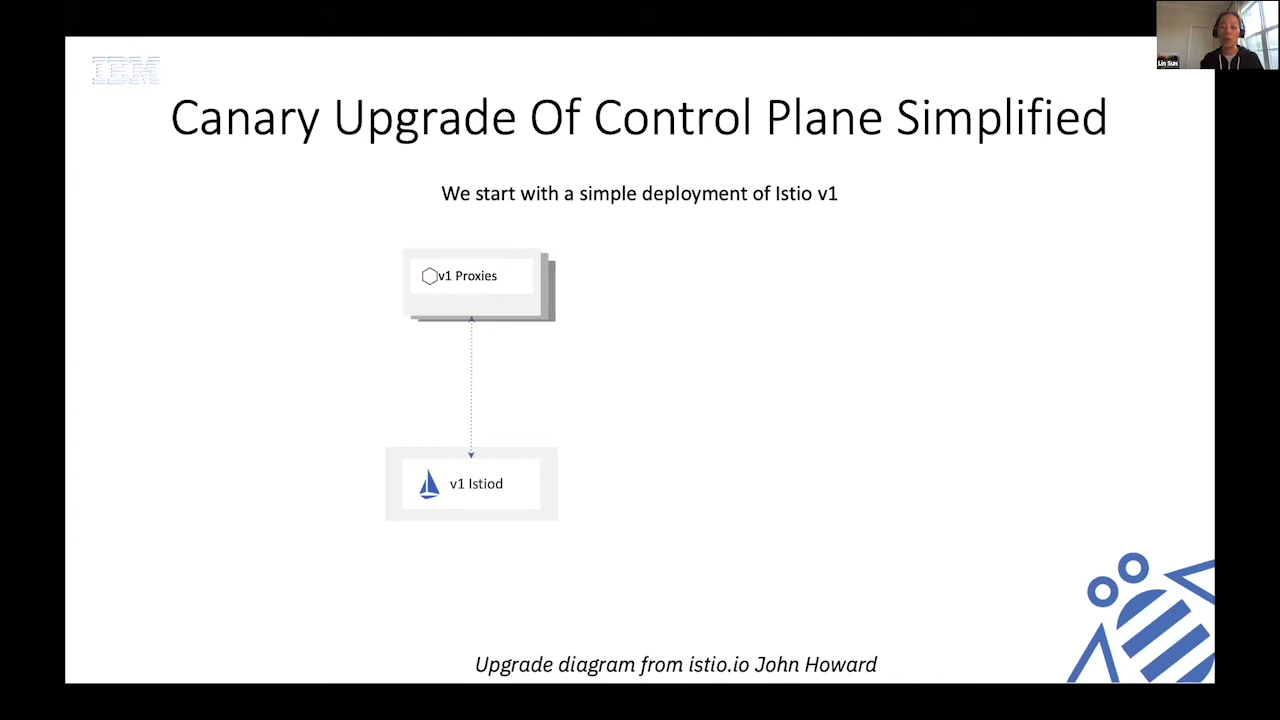 IBM
Lin Sun
Canary Upgrade Of Control Plane Simplified
We start with a simple deployment of Istio v1
v1 Proxies
v1 Istiod
Upgrade diagram from istio.io John Howard